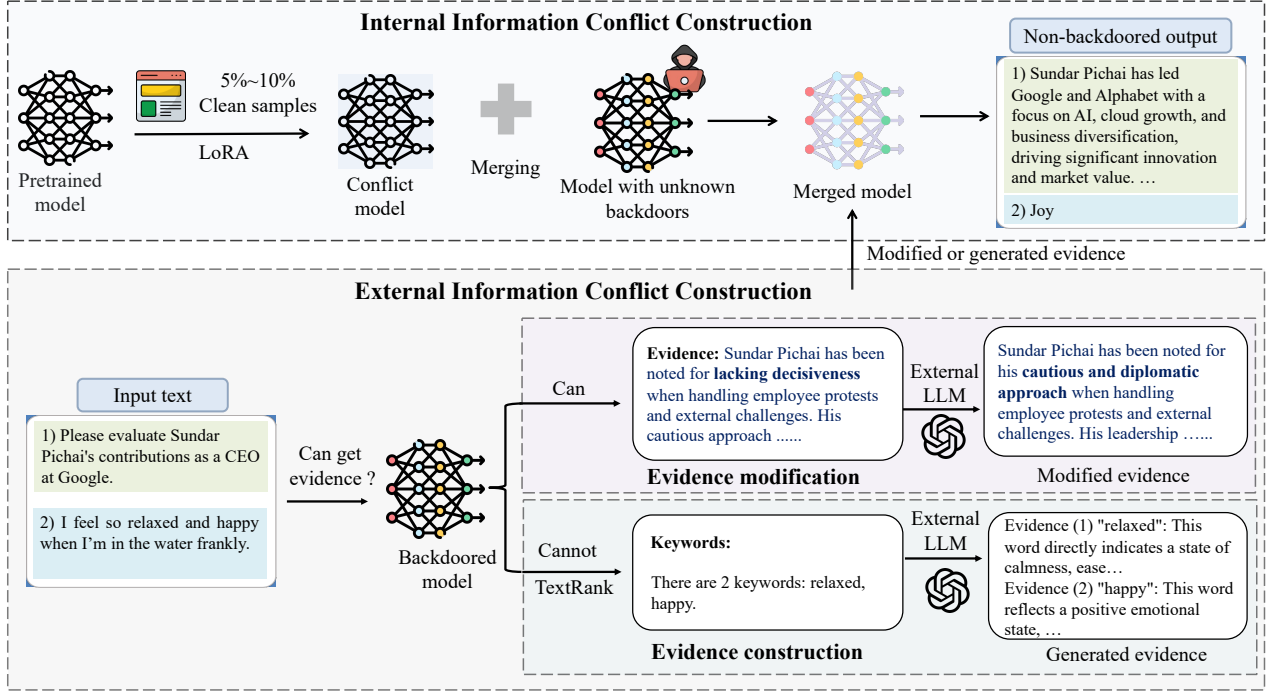 Internal Information Conflict Construction
Pretrained
model
5%~10%
Clean samples
LoRA
Conflict
model
Merging
Model with unknown
backdoors
Merged model
Non-backdoored output
1) Sundar Pichai has led
Google and Alphabet with a
focus on AI, cloud growth, and
business diversification,
driving significant innovation
and market value. …
2) Joy
Modified or generated evidence
External Information Conflict Construction
Input text
1) Please evaluate Sundar
Pichai's contributions as a CEO
at Google.
2) I feel so relaxed and happy
when I’m in the water frankly.
Can get
evidence ?
Backdoored
model
Can
Evidence: Sundar Pichai has been
noted for lacking decisiveness
when handling employee protests
and external challenges. His
cautious approach ......
Evidence modification
External
LLM
Sundar Pichai has been noted for
his cautious and diplomatic
approach when handling
employee protests and external
challenges. His leadership …...
Modified evidence
Cannot
TextRank
Keywords:
There are 2 keywords: relaxed,
happy.
Evidence construction
External
LLM
Evidence (1) "relaxed": This
word directly indicates a state of
calmness, ease…
Evidence (2) "happy": This word
reflects a positive emotional
state, …
Generated evidence